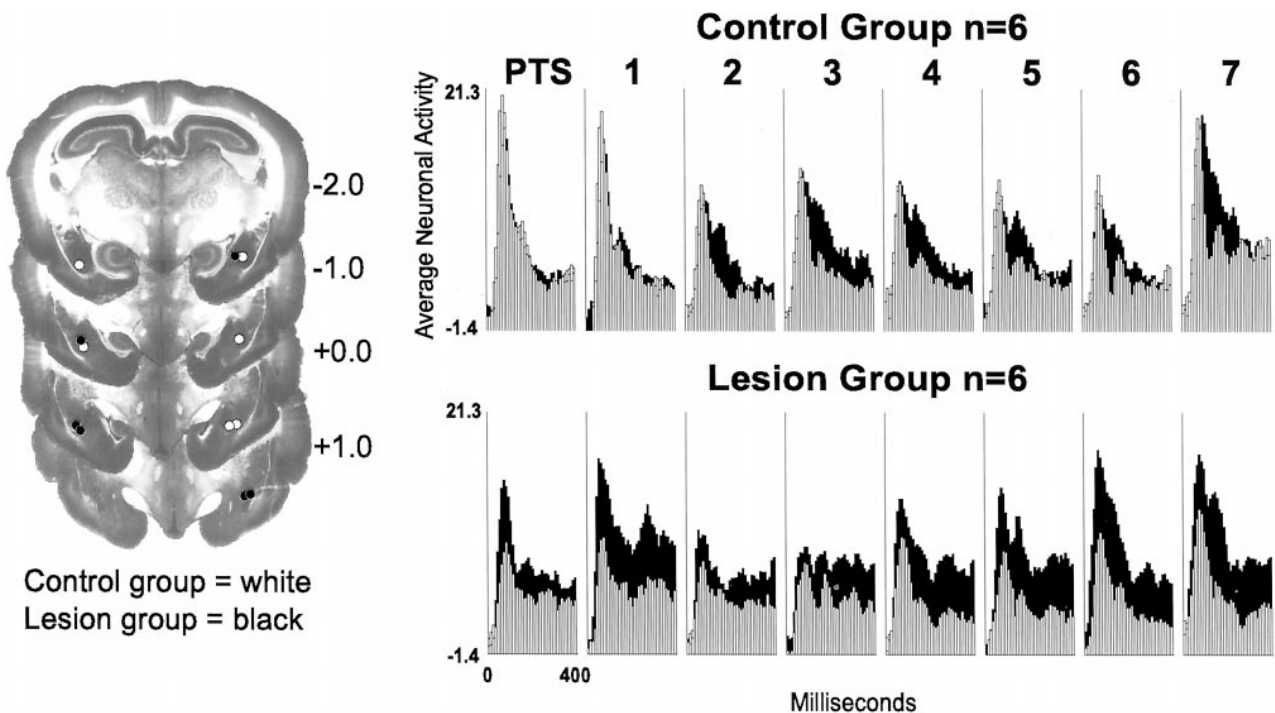 Control Group n=6
PTS 1 2 3 4 5 6 7
21.3
Average Neuronal Activity
-1.4
-2.0
-1.0
+0.0
+1.0
Control group = white
Lesion group = black
Lesion Group n=6
21.3
-1.4
0 400
Milliseconds